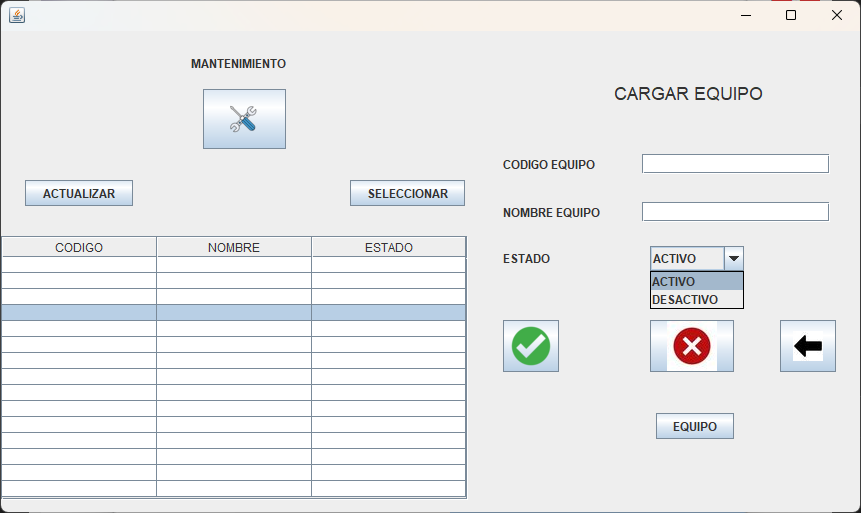 MANTENIMIENTO
ACTUALIZAR
SELECCIONAR
CODIGO NOMBRE ESTADO
CARGAR EQUIPO
CODIGO EQUIPO
NOMBRE EQUIPO
ESTADO ACTIVO
ACTIVO
DESACTIVO
EQUIPO